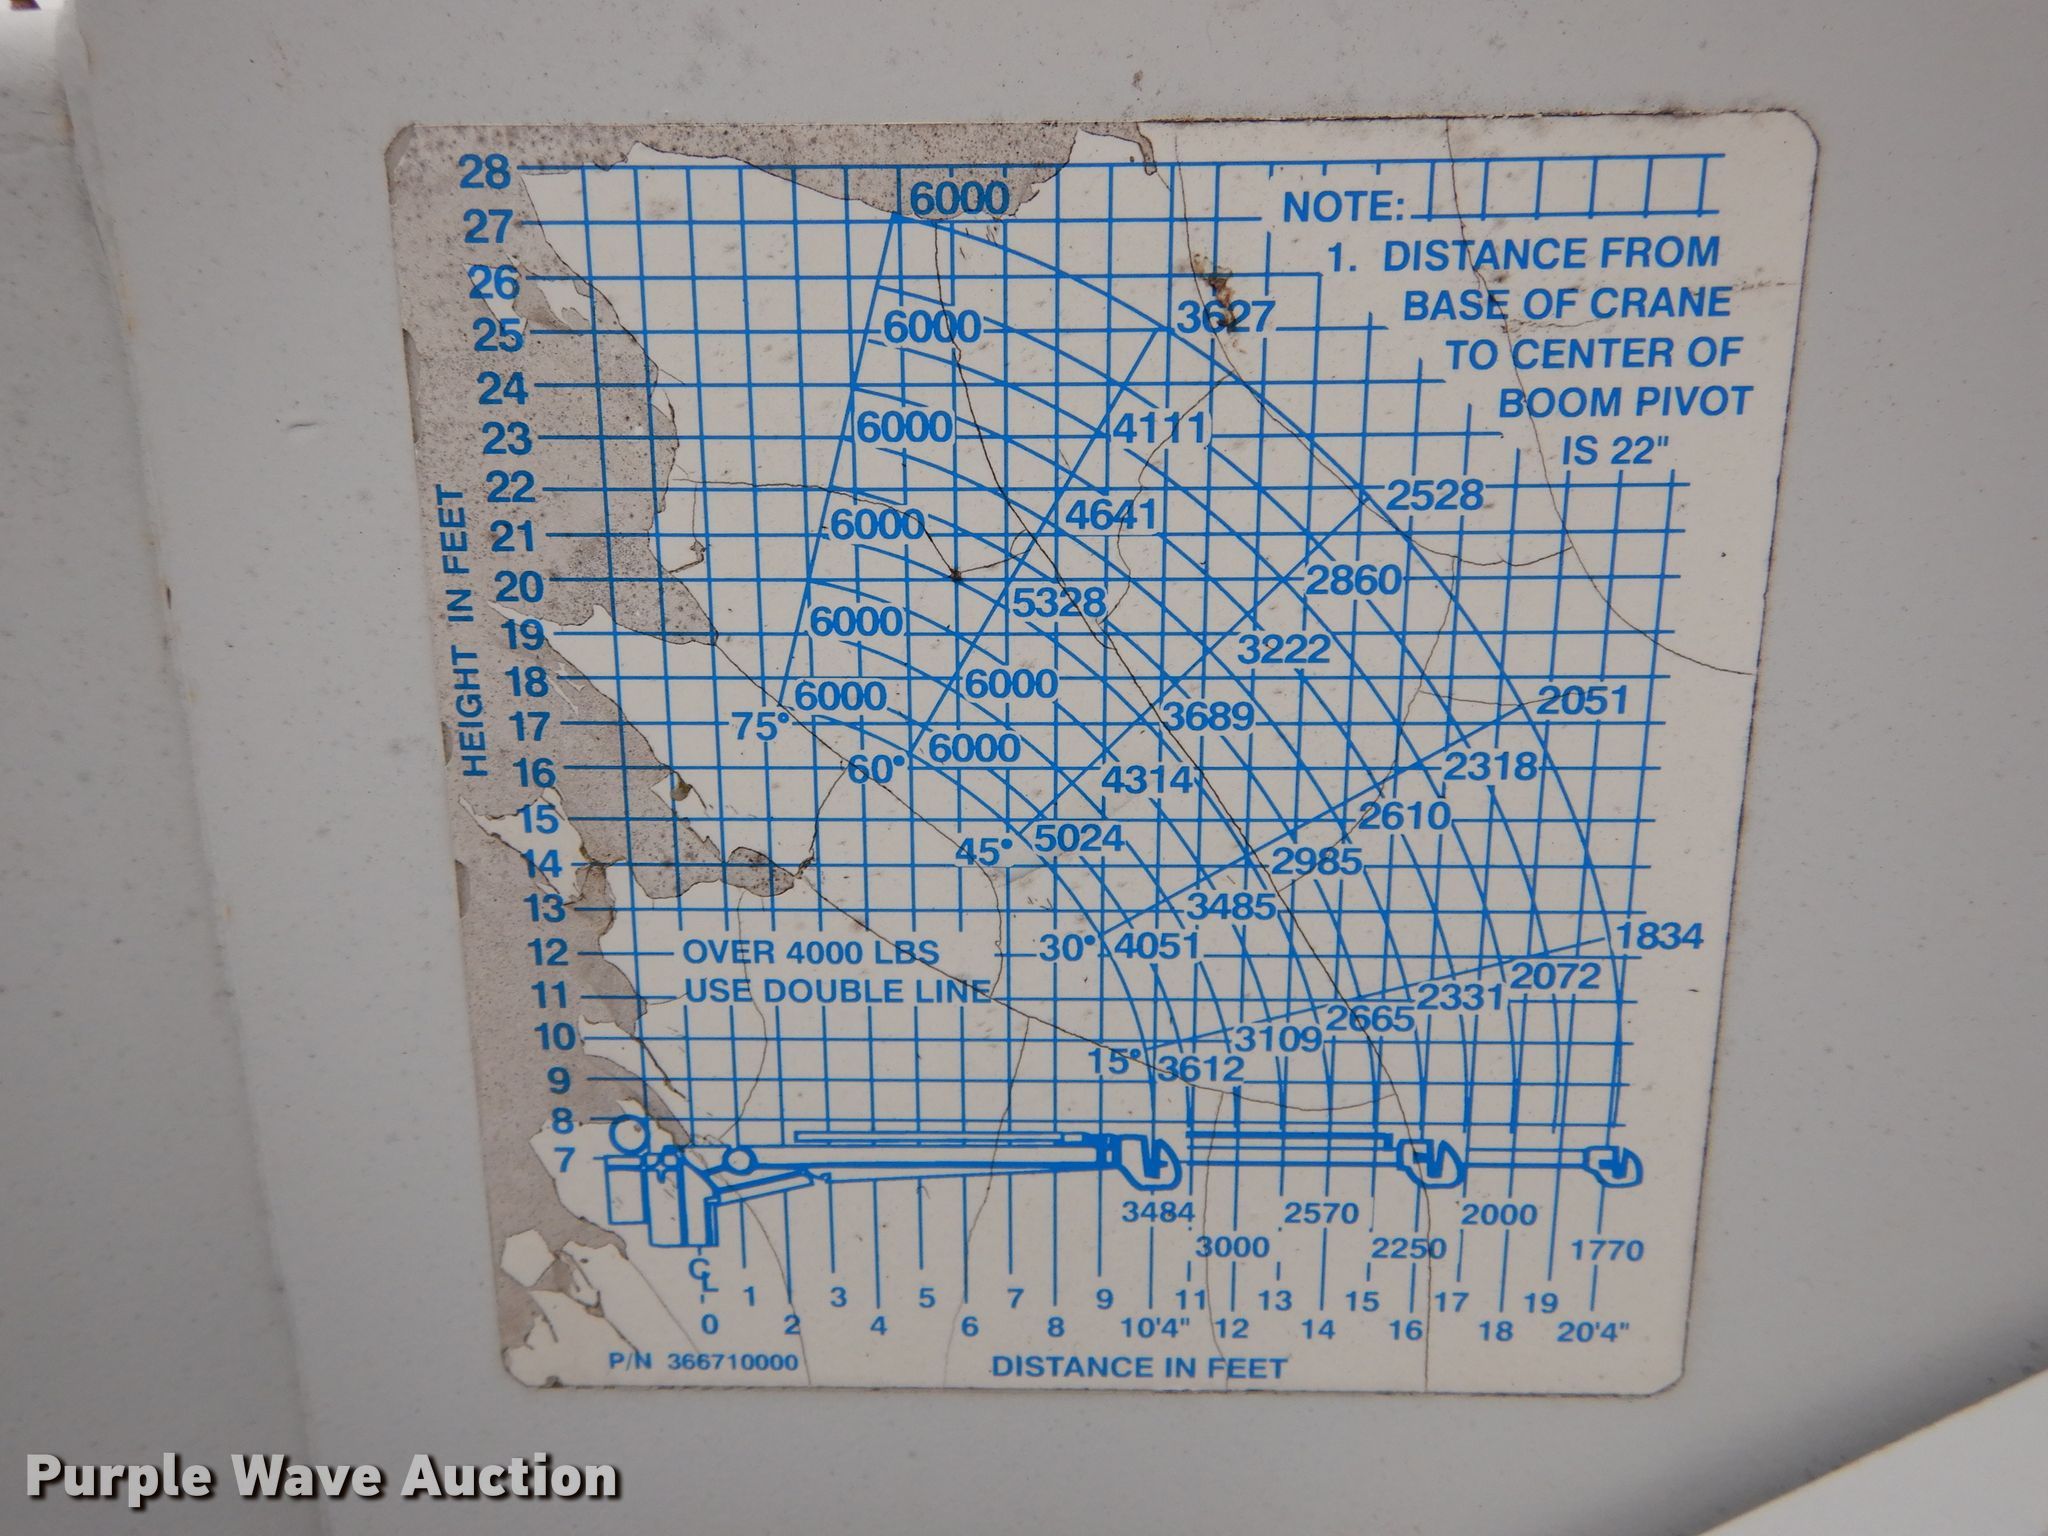 28
27
26
25
24
23
22
21
20
19
18
17
16
15
14
13
12
11
10
9
8
7
HEIGHT IN FEET
NOTE:
1. DISTANCE FROM
BASE OF CRANE
TO CENTER OF
BOOM PIVOT
IS 22"
6000
6000 3627
6000 4111
6000 4641 2528
6000 5328 2860
6000 6000 3222
75° 6000 3689 2051
60° 4314 2318
45° 5024 2610
2985
3485
30° 4051 1834
OVER 4000 LBS
USE DOUBLE LINE
2072
2331
2665
3109
15° 3612
3484 2570 2000
3000 2250 1770
CL 1 3 5 7 9 11 13 15 17 19
0 2 4 6 8 10'4" 12 14 16 18 20'4"
P/N 366710000
DISTANCE IN FEET
Purple Wave Auction